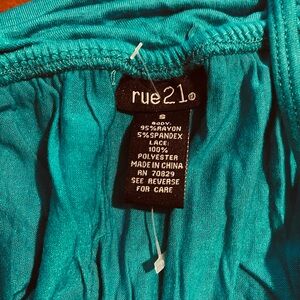 rue21®
S
BODY:
95%RAYON
5%SPANDEX
LACE:
100%
POLYESTER
MADE IN CHINA
RN 70829
SEE REVERSE
FOR CARE